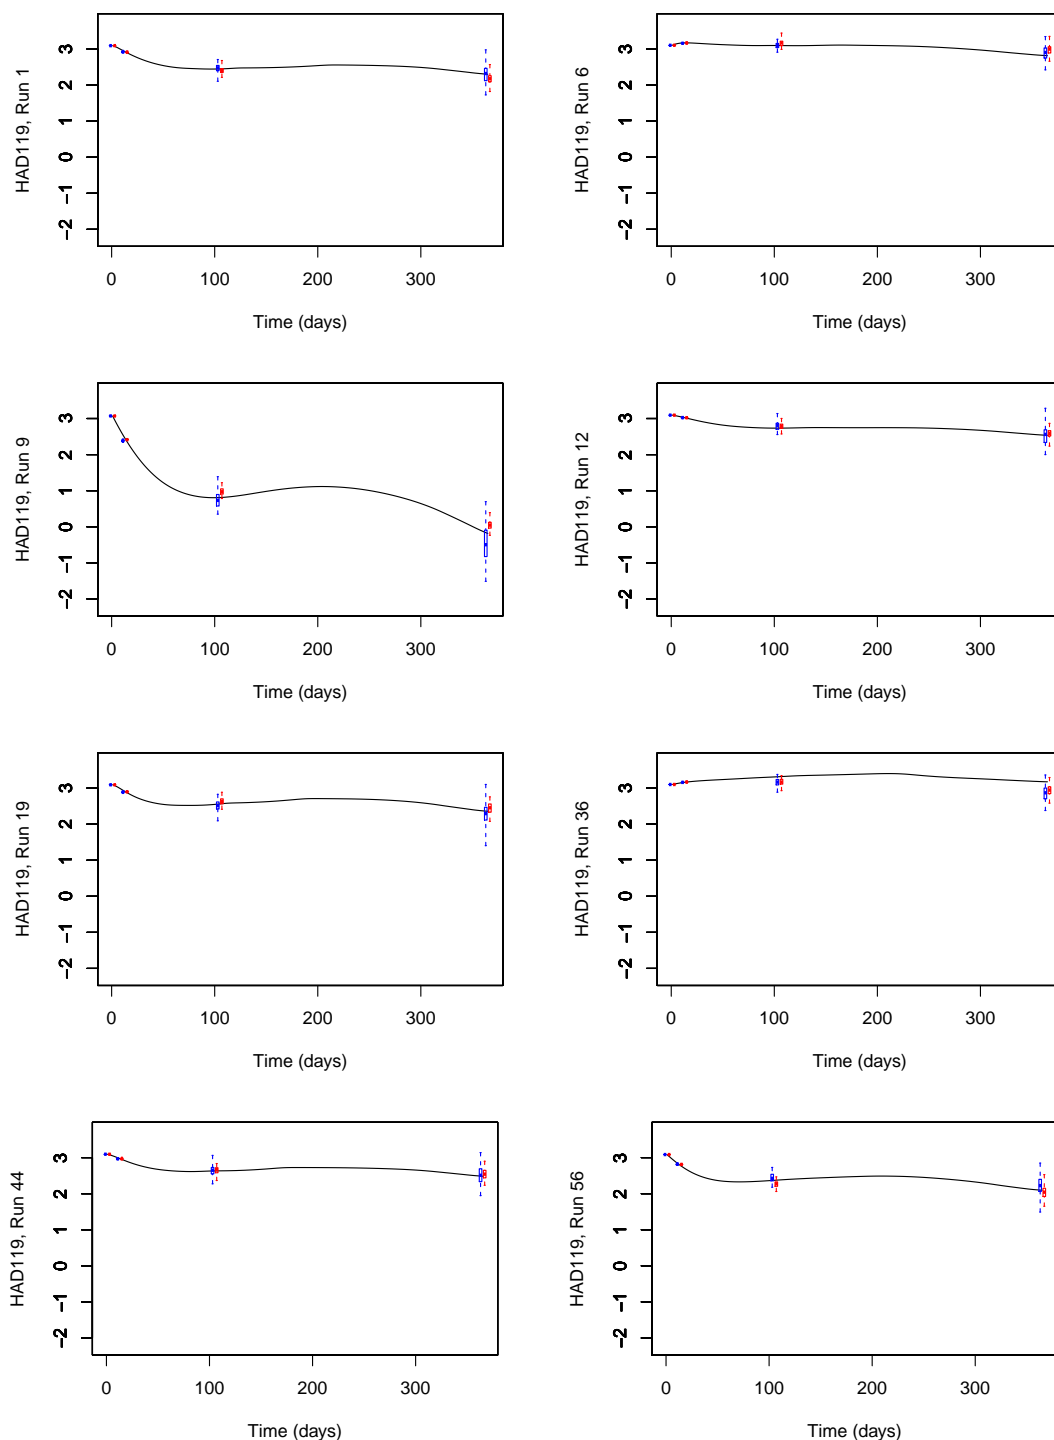 HAD119, Run 1
3
2
1
0
−1
−2
0 100 200 300
Time (days)
HAD119, Run 6
3
2
1
0
−1
−2
0 100 200 300
Time (days)
HAD119, Run 9
3
2
1
0
−1
−2
0 100 200 300
Time (days)
HAD119, Run 12
3
2
1
0
−1
−2
0 100 200 300
Time (days)
HAD119, Run 19
3
2
1
0
−1
−2
0 100 200 300
Time (days)
HAD119, Run 36
3
2
1
0
−1
−2
0 100 200 300
Time (days)
HAD119, Run 44
3
2
1
0
−1
−2
0 100 200 300
Time (days)
HAD119, Run 56
3
2
1
0
−1
−2
0 100 200 300
Time (days)